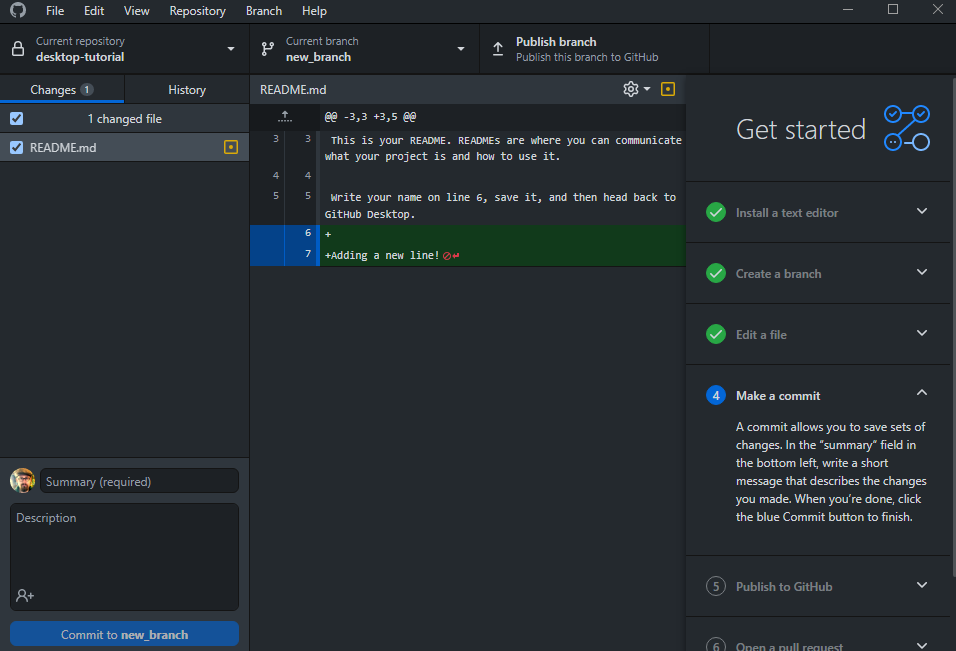 File Edit View Repository Branch Help
Current repository
desktop-tutorial
Current branch
new_branch
Publish branch
Publish this branch to GitHub
Changes 1
History
1 changed file
README.md
Summary (required)
Description
Commit to new_branch
README.md
@@ -3,3 +3,5 @@
3 3 This is your README. READMEs are where you can communicate
what your project is and how to use it.
4 4
5 5 Write your name on line 6, save it, and then head back to
GitHub Desktop.
6 +
7 +Adding a new line!
Get started
Install a text editor
Create a branch
Edit a file
4 Make a commit
A commit allows you to save sets of
changes. In the “summary” field in
the bottom left, write a short
message that describes the changes
you made. When you’re done, click
the blue Commit button to finish.
5 Publish to GitHub
6 Open a pull request